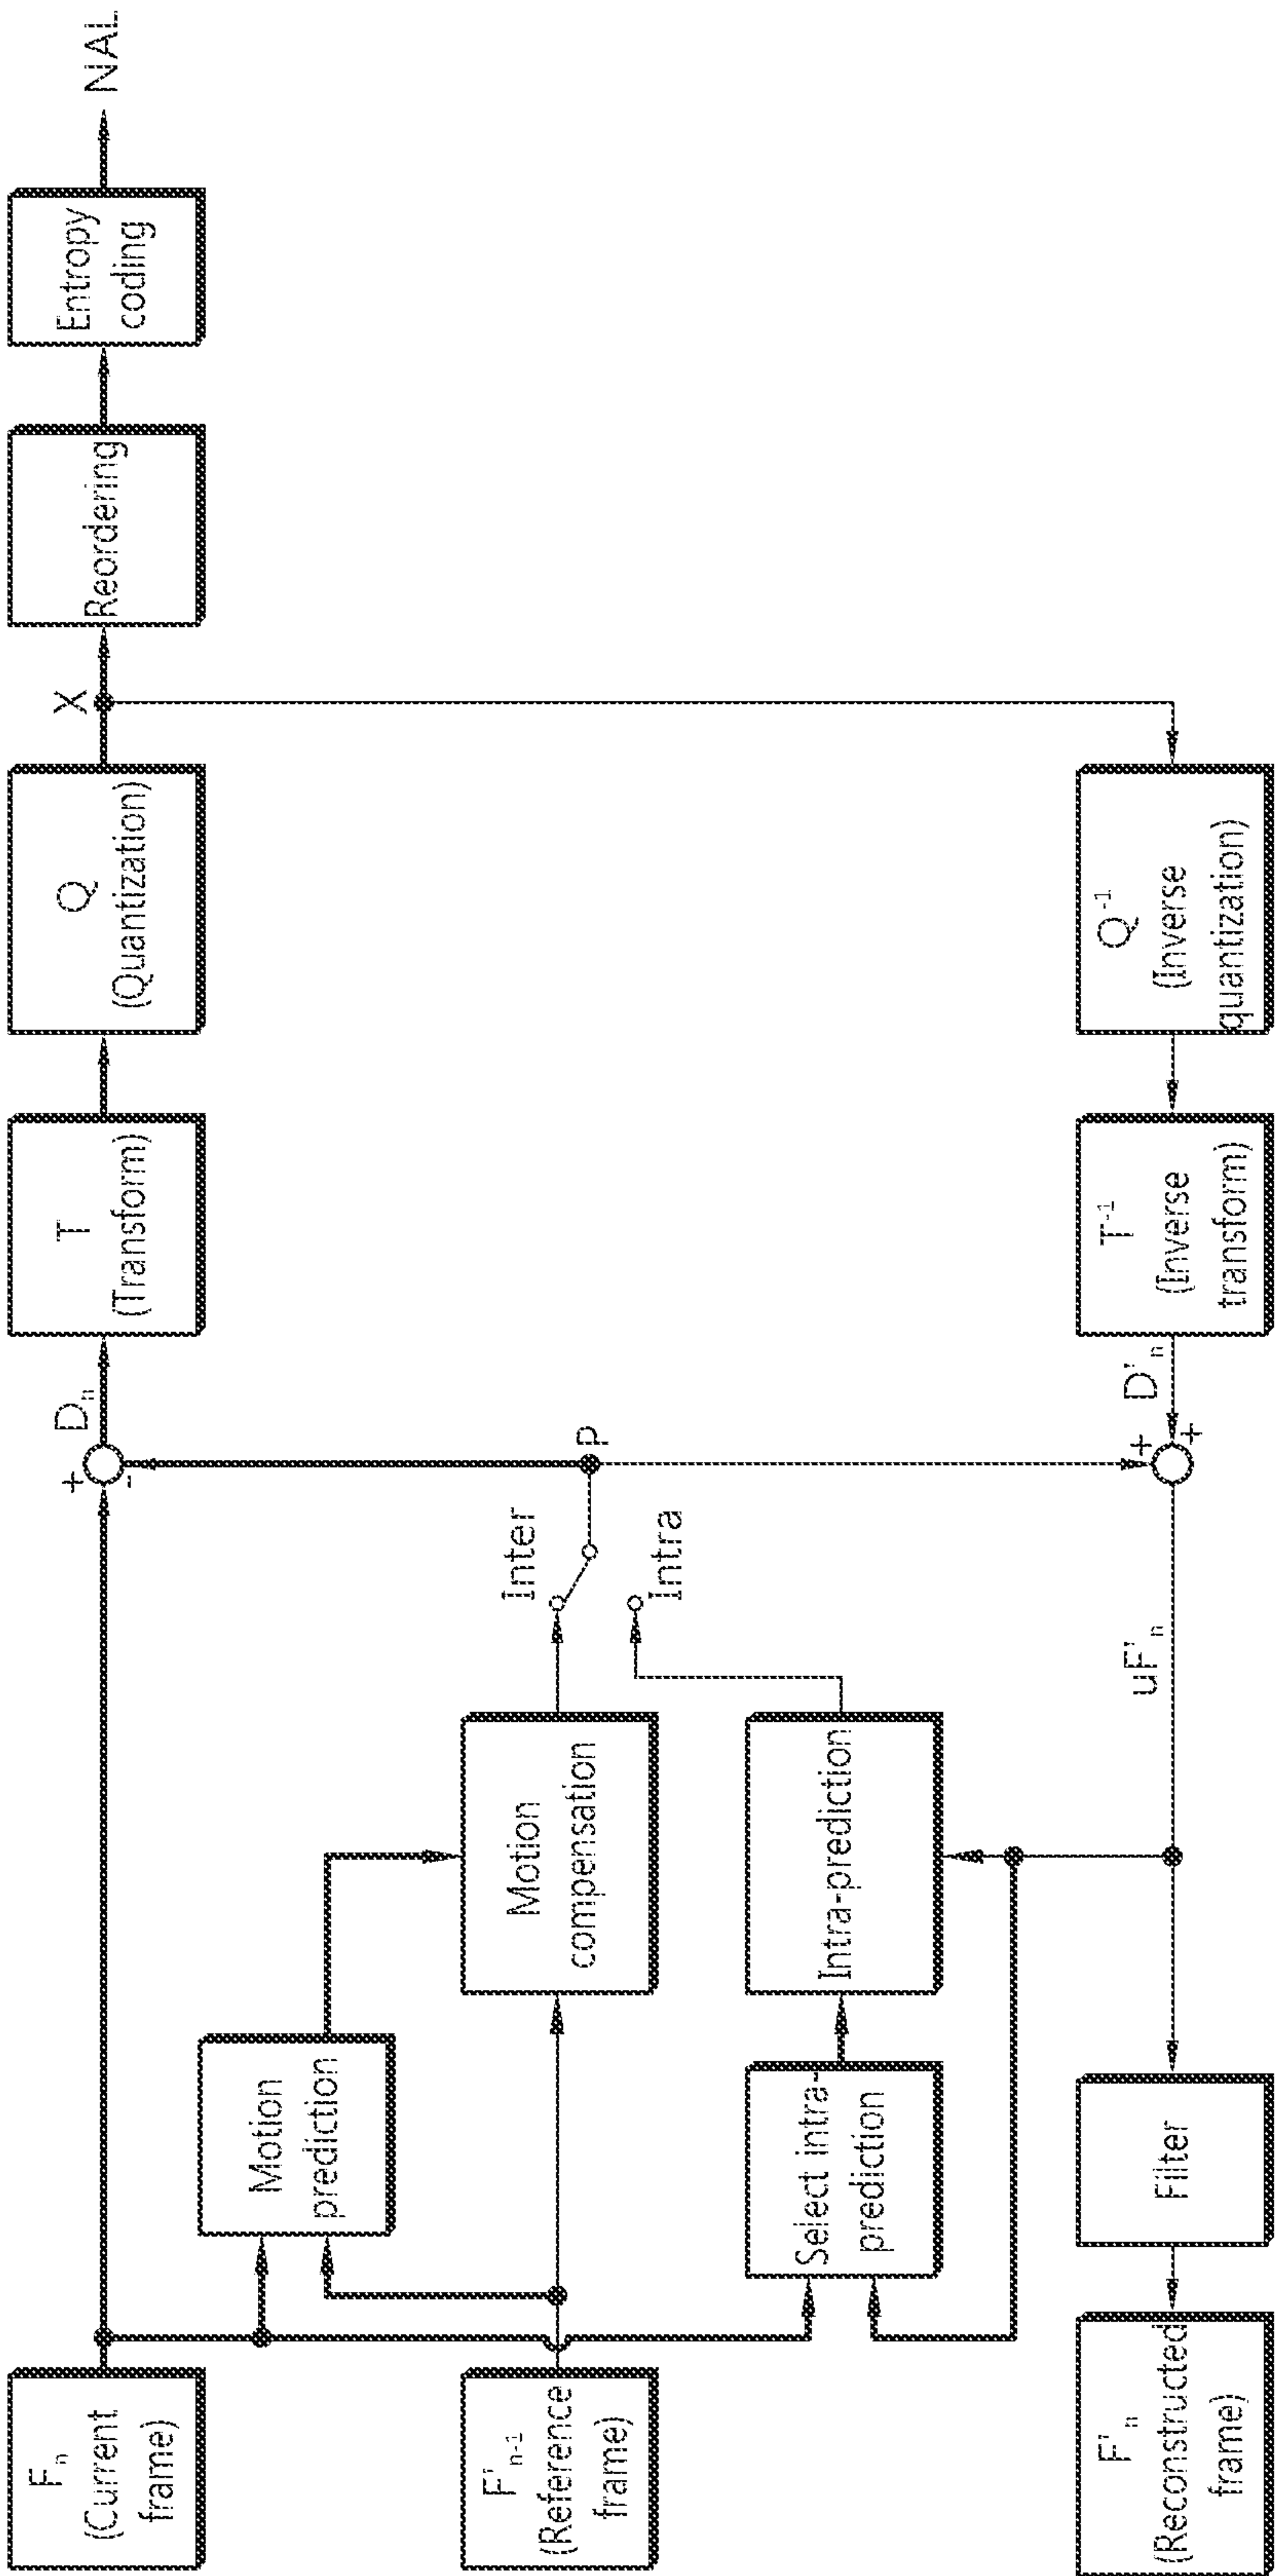 Fₙ
(Current
frame)
+
-
Dₙ
T
(Transform)
Q
(Quantization)
X
Reordering
Entropy
coding
NAL
Motion
prediction
F'ₙ₋₁
(Reference
frame)
Motion
compensation
Inter
P
Intra
Select intra-
prediction
Intra-prediction
F'ₙ
(Reconstructed
frame)
Filter
uF'ₙ
+
+
D'ₙ
T⁻¹
(Inverse
transform)
Q⁻¹
(Inverse
quantization)